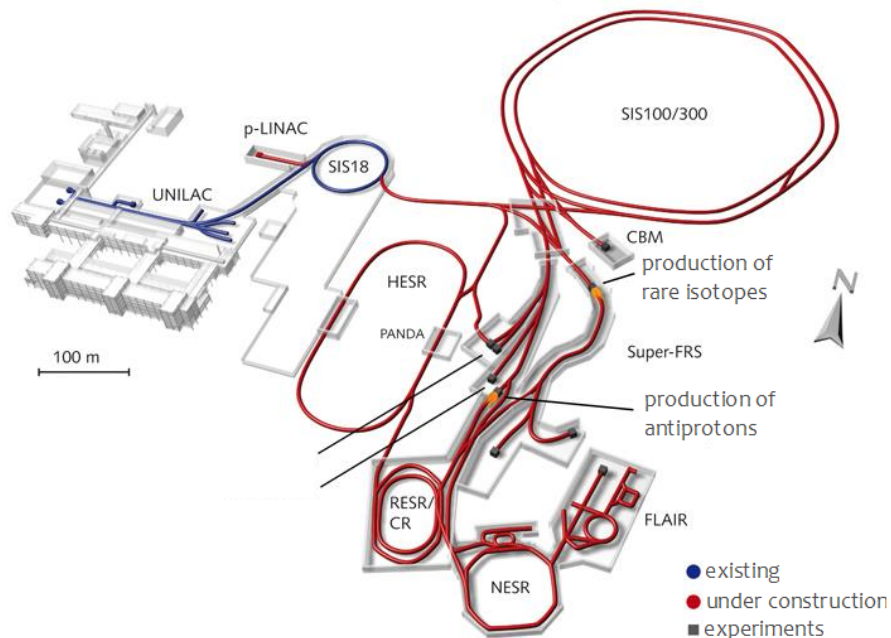 SIS100/300
p-LINAC
SIS18
UNILAC
CBM
production of
rare isotopes
N
HESR
PANDA
100 m
Super-FRS
production of
antiprotons
RESR/
CR
FLAIR
NESR
existing
under construction
experiments